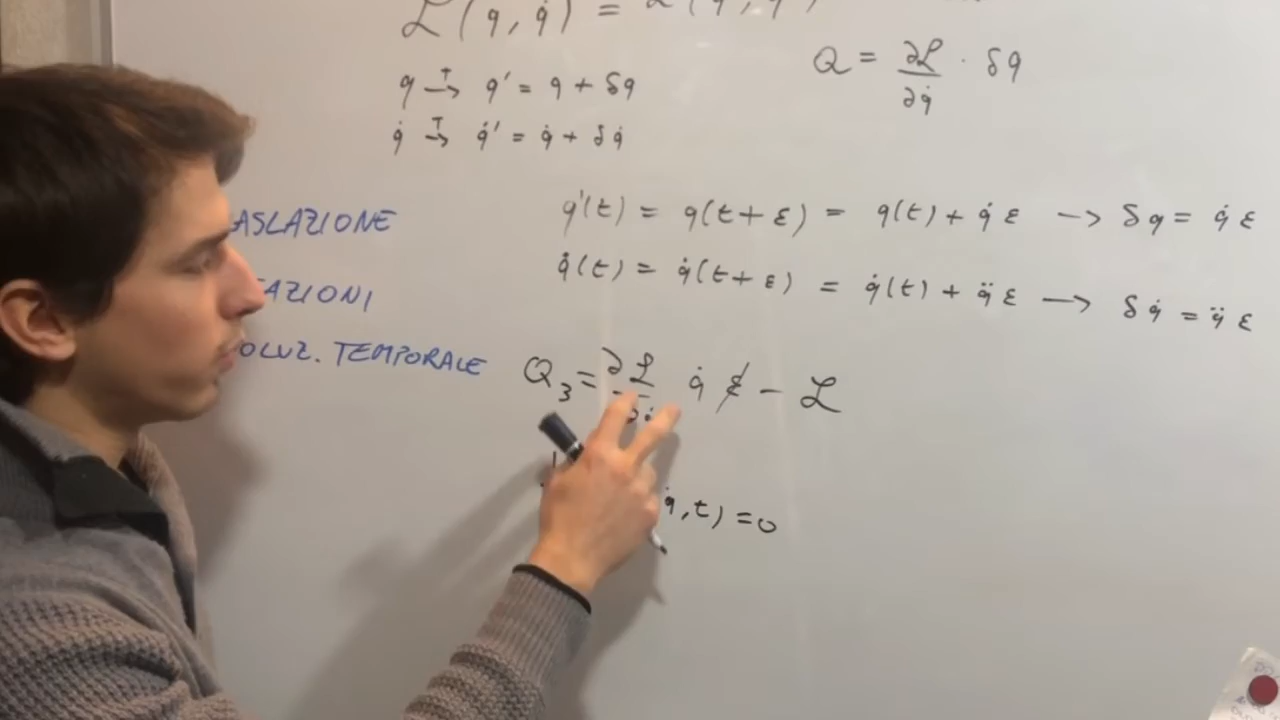 ℒ(q, q̇) = ℒ(q, q̇)
q →ᵀ q' = q + δq
q̇ →ᵀ q̇' = q̇ + δq̇
Q = ∂ℒ/∂q̇ · δq
q'(t) = q(t+ε) = q(t) + q̇ ε → δq = q̇ ε
q̇(t) = q̇(t+ε) = q̇(t) + q̈ ε → δq̇ = q̈ ε
ASLAZIONE
AZIONI
OLUZ. TEMPORALE
Q₃ = ∂ℒ/∂q̇ q̇ ε̸ − ℒ
q̇, t) = 0